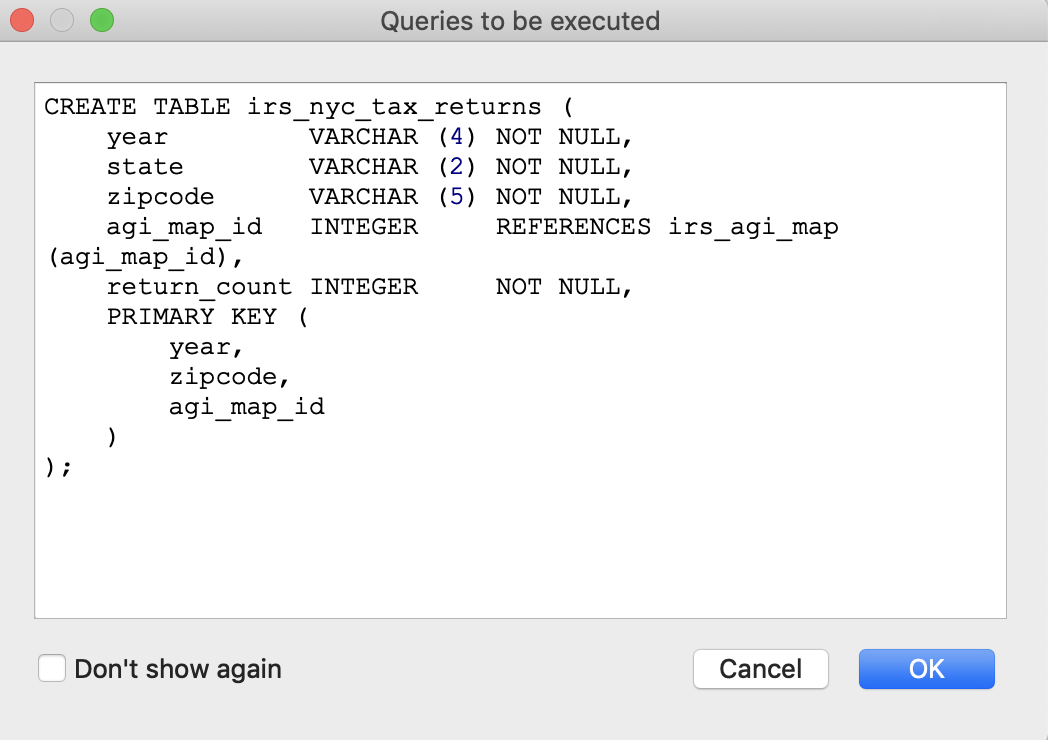 Queries to be executed
CREATE TABLE irs_nyc_tax_returns (
    year         VARCHAR (4) NOT NULL,
    state        VARCHAR (2) NOT NULL,
    zipcode      VARCHAR (5) NOT NULL,
    agi_map_id   INTEGER     REFERENCES irs_agi_map
(agi_map_id),
    return_count INTEGER     NOT NULL,
    PRIMARY KEY (
        year,
        zipcode,
        agi_map_id
    )
);
Don't show again
Cancel
OK